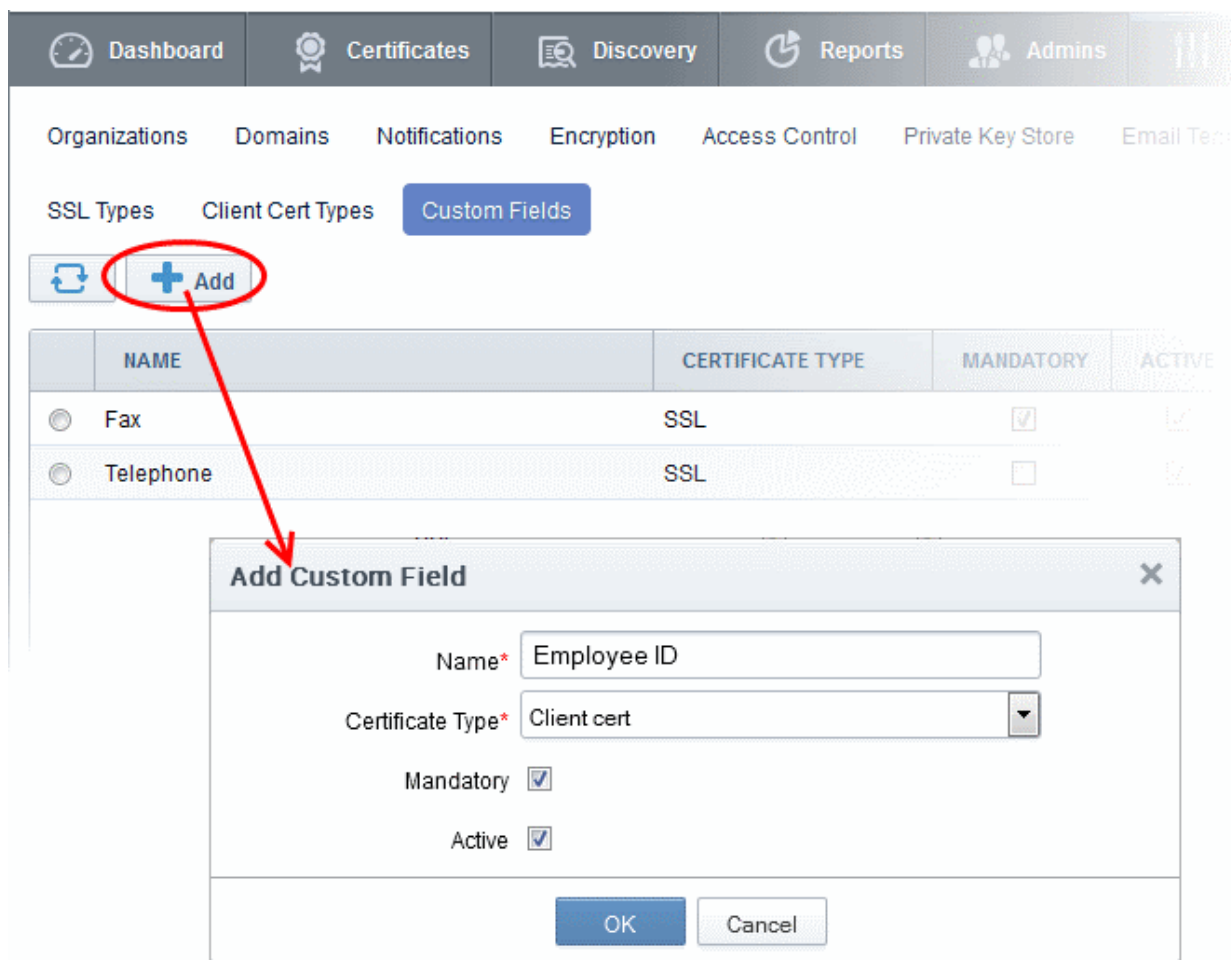 Dashboard Certificates Discovery Reports Admins
Organizations Domains Notifications Encryption Access Control Private Key Store Email
SSL Types Client Cert Types Custom Fields
Add
NAME CERTIFICATE TYPE MANDATORY ACTIVE
Fax SSL
Telephone SSL
Add Custom Field
Name* Employee ID
Certificate Type* Client cert
Mandatory
Active
OK Cancel